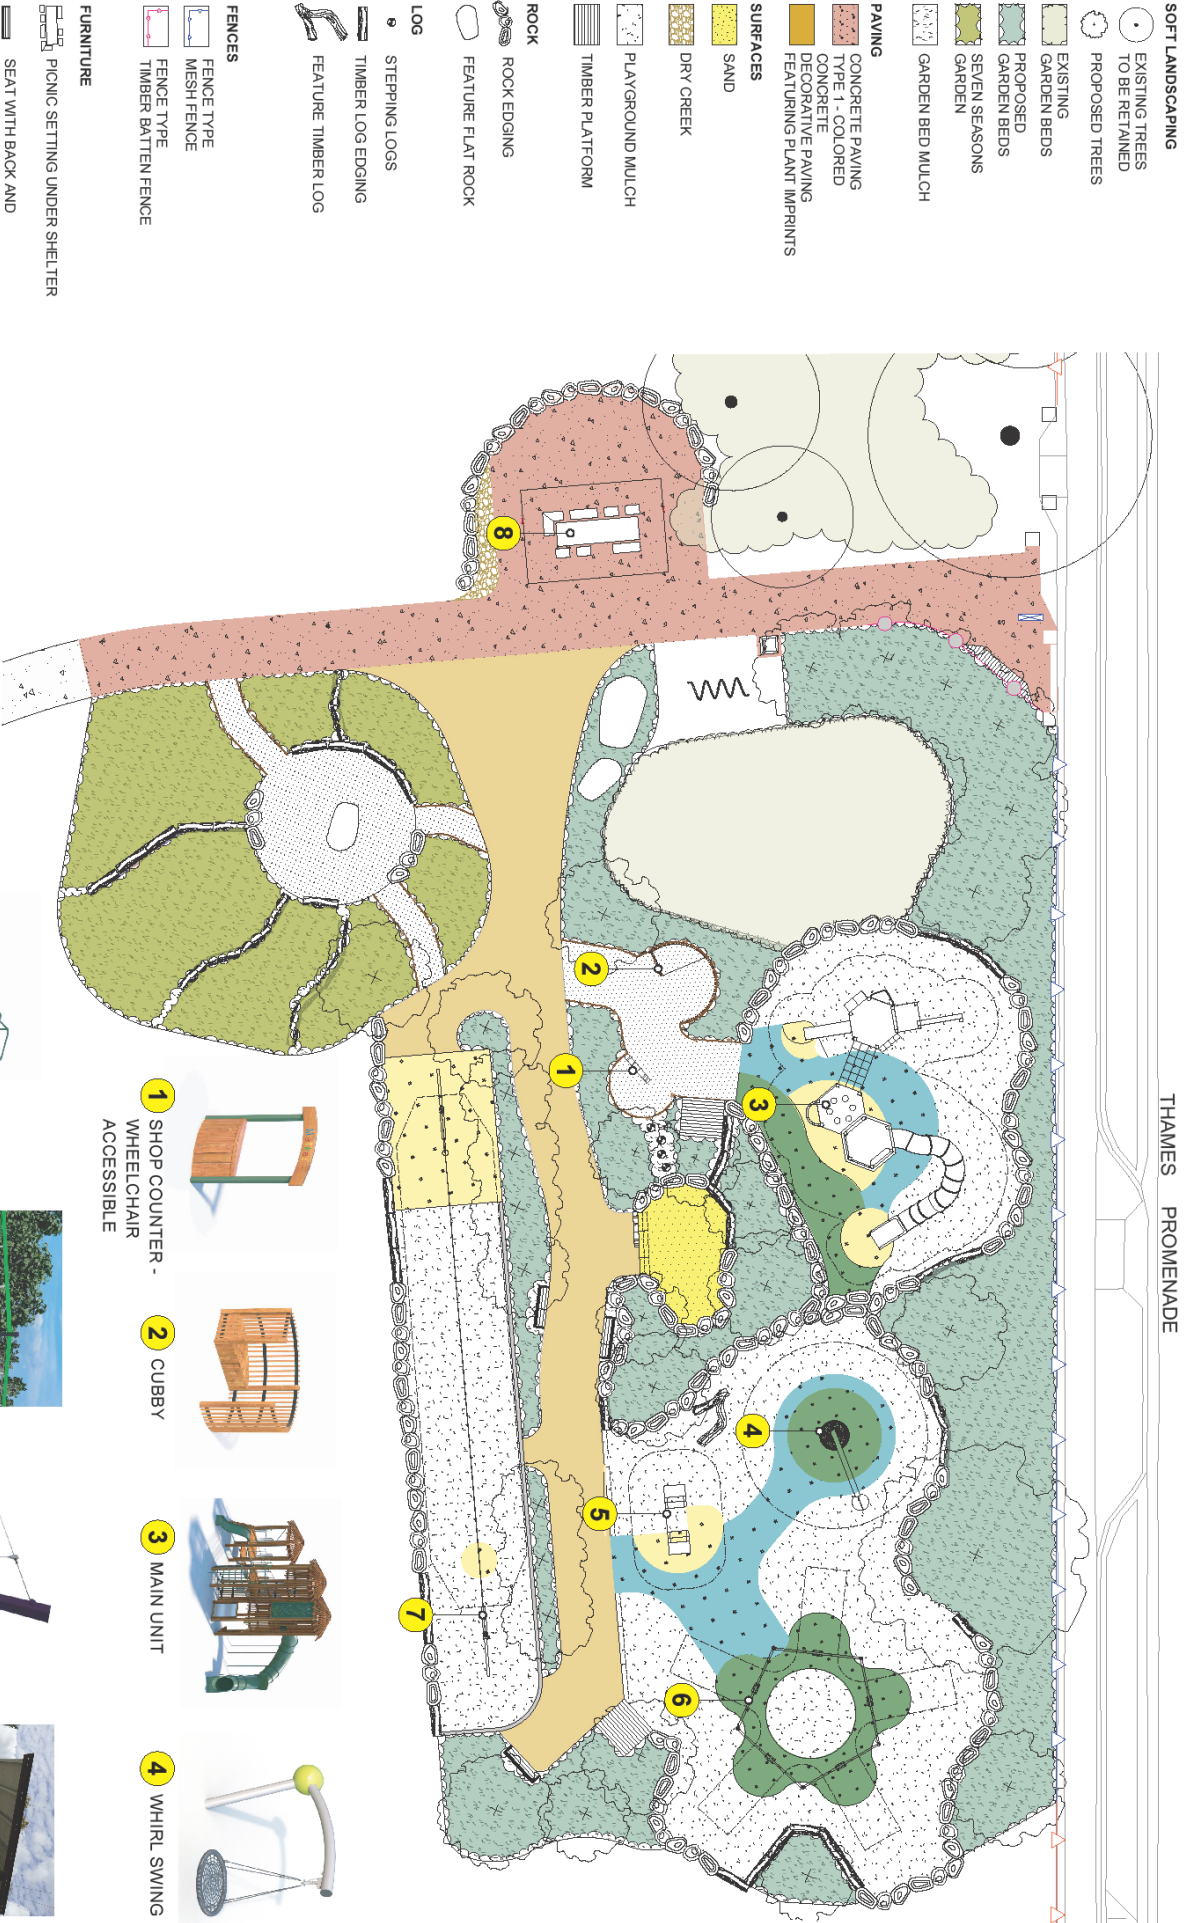 SOFT LANDSCAPING
EXISTING TREES
TO BE RETAINED
PROPOSED TREES
EXISTING
GARDEN BEDS
PROPOSED
GARDEN BEDS
SEVEN SEASONS
GARDEN
GARDEN BED MULCH
PAVING
CONCRETE PAVING
TYPE 1 - COLORED
CONCRETE
DECORATIVE PAVING
FEATURING PLANT IMPRINTS
SURFACES
SAND
DRY CREEK
PLAYGROUND MULCH
TIMBER PLATFORM
ROCK
ROCK EDGING
FEATURE FLAT ROCK
LOG
STEPPING LOGS
TIMBER LOG EDGING
FEATURE TIMBER LOG
FENCES
FENCE TYPE
MESH FENCE
FENCE TYPE
TIMBER BATTEN FENCE
FURNITURE
PICNIC SETTING UNDER SHELTER
SEAT WITH BACK AND
THAMES PROMENADE
8
2
1
3
4
5
6
7
1 SHOP COUNTER -
WHEELCHAIR
ACCESSIBLE
2 CUBBY
3 MAIN UNIT
4 WHIRL SWING